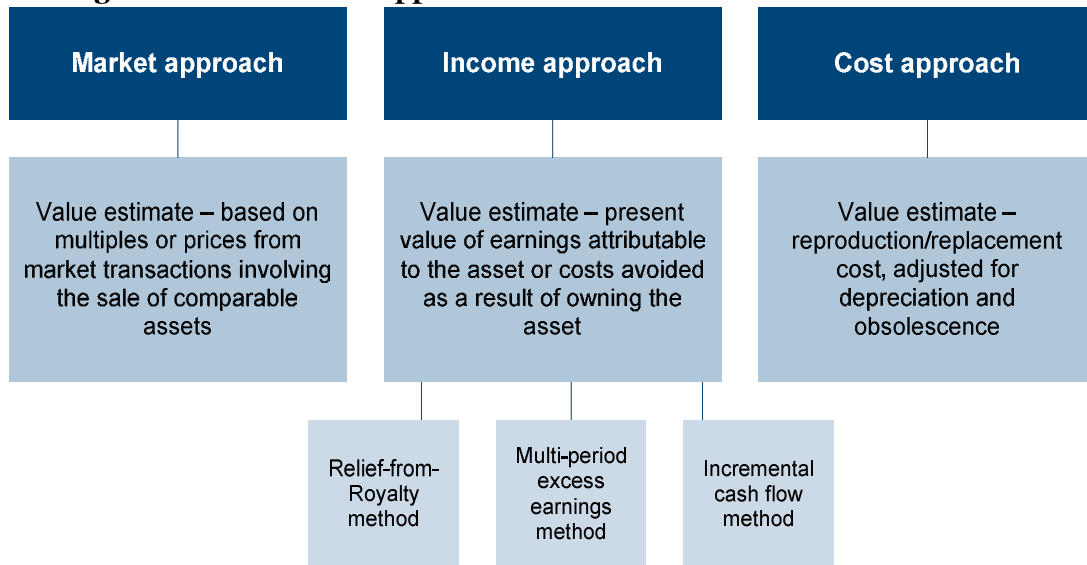 Market approach
Value estimate – based on
multiples or prices from
market transactions involving
the sale of comparable
assets
Income approach
Value estimate – present
value of earnings attributable
to the asset or costs avoided
as a result of owning the
asset
Relief-from-
Royalty
method
Multi-period
excess
earnings
method
Incremental
cash flow
method
Cost approach
Value estimate –
reproduction/replacement
cost, adjusted for
depreciation and
obsolescence